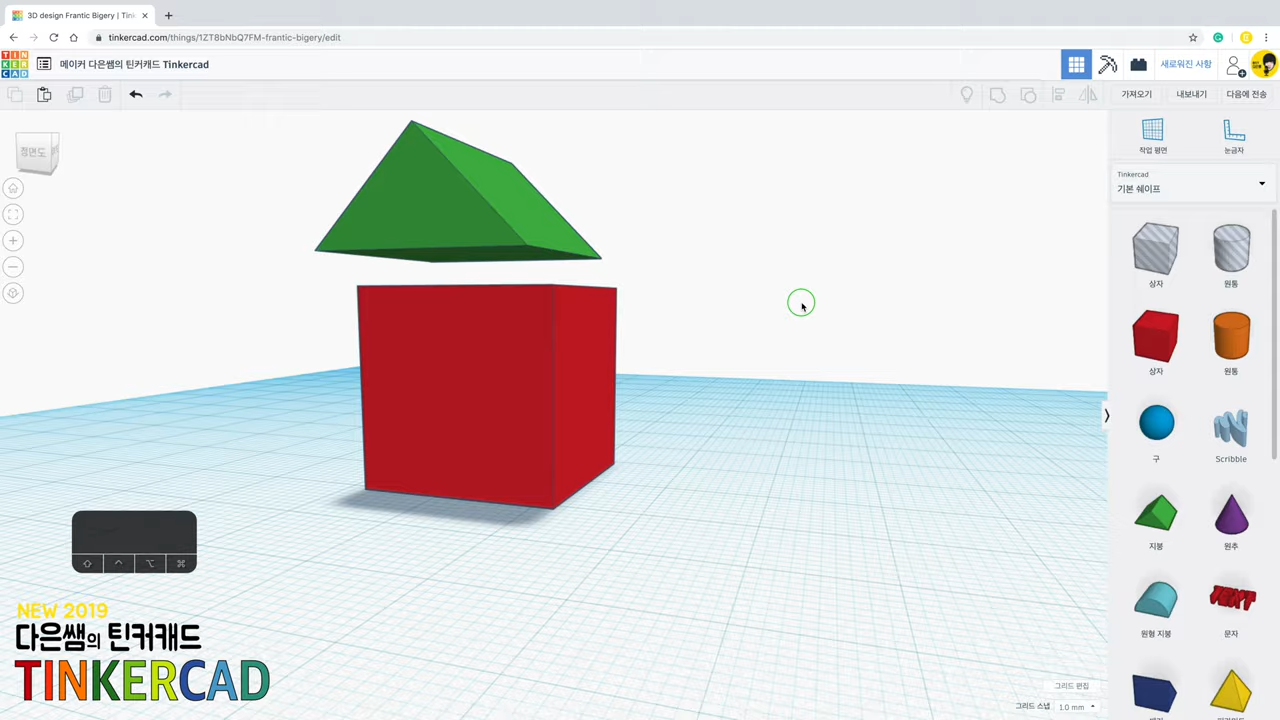 3D design Frantic Bigery | Tink
tinkercad.com/things/1ZT8bNbQ7FM-frantic-bigery/edit
TIN
KER
CAD
메이커 다은쌤의 틴커캐드 Tinkercad
새로워진 사항
가져오기
내보내기
다음에 전송
정면도
작업 평면
눈금자
Tinkercad
기본 쉐이프
상자
원통
상자
원통
구
Scribble
지붕
원추
원형 지붕
문자
NEW 2019
다은쌤의 틴커캐드
TINKERCAD
그리드 편집
그리드 스냅
1.0 mm